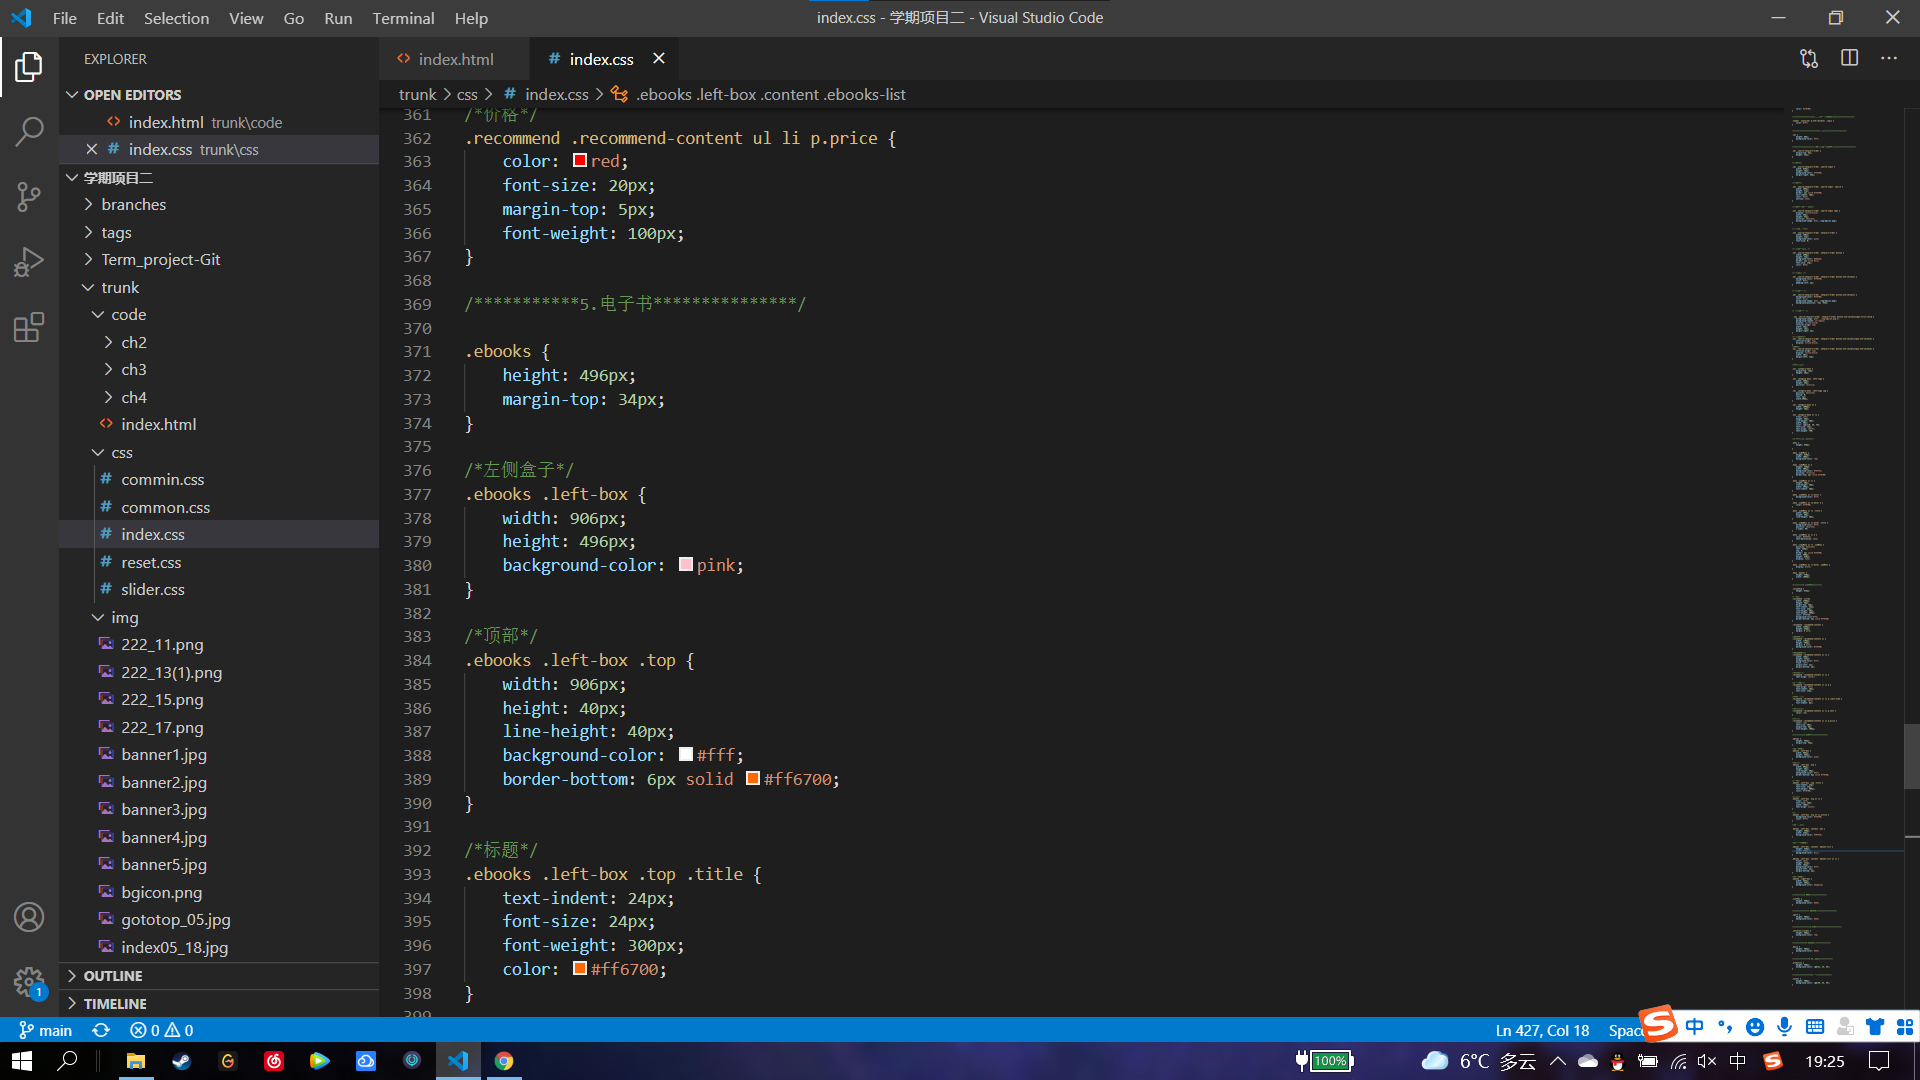 File Edit Selection View Go Run Terminal Help
index.css - 学期项目二 - Visual Studio Code
EXPLORER
OPEN EDITORS
index.html trunk\code
index.css trunk\css
学期项目二
branches
tags
Term_project-Git
trunk
code
ch2
ch3
ch4
index.html
css
commin.css
common.css
index.css
reset.css
slider.css
img
222_11.png
222_13(1).png
222_15.png
222_17.png
banner1.jpg
banner2.jpg
banner3.jpg
banner4.jpg
banner5.jpg
bgicon.png
gototop_05.jpg
index05_18.jpg
OUTLINE
TIMELINE
index.html
index.css
trunk > css > # index.css > .ebooks .left-box .content .ebooks-list
361 /*价格*/
362 .recommend .recommend-content ul li p.price {
363 color: red;
364 font-size: 20px;
365 margin-top: 5px;
366 font-weight: 100px;
367 }
368
369 /***********5.电子书***************/
370
371 .ebooks {
372 height: 496px;
373 margin-top: 34px;
374 }
375
376 /*左侧盒子*/
377 .ebooks .left-box {
378 width: 906px;
379 height: 496px;
380 background-color: pink;
381 }
382
383 /*顶部*/
384 .ebooks .left-box .top {
385 width: 906px;
386 height: 40px;
387 line-height: 40px;
388 background-color: #fff;
389 border-bottom: 6px solid #ff6700;
390 }
391
392 /*标题*/
393 .ebooks .left-box .top .title {
394 text-indent: 24px;
395 font-size: 24px;
396 font-weight: 300px;
397 color: #ff6700;
398 }
399
main 0 0
Ln 427, Col 18
中
1
100%
6°C 多云
中
19:25